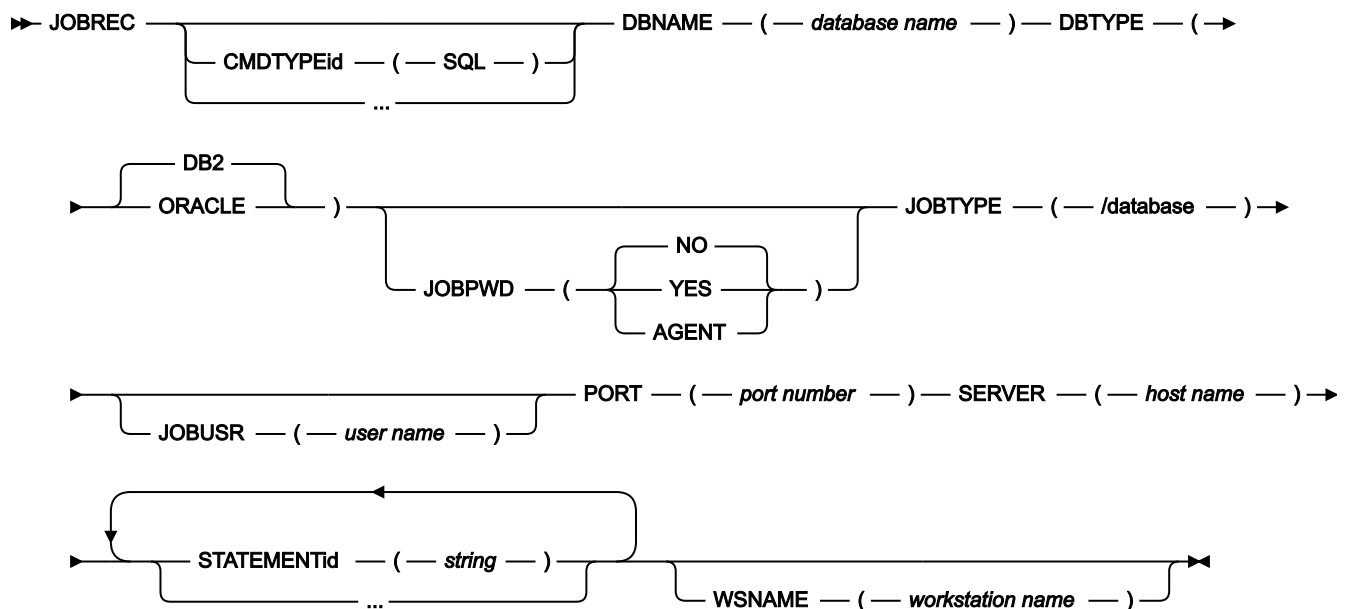 JOBREC DBNAME ( database name ) DBTYPE (
CMDTYPEid ( SQL )
...
DB2
ORACLE ) JOBTYPE ( /database )
NO
JOBPWD ( YES )
AGENT
PORT ( port number ) SERVER ( host name )
JOBUSR ( user name )
STATEMENTid ( string )
...
WSNAME ( workstation name )